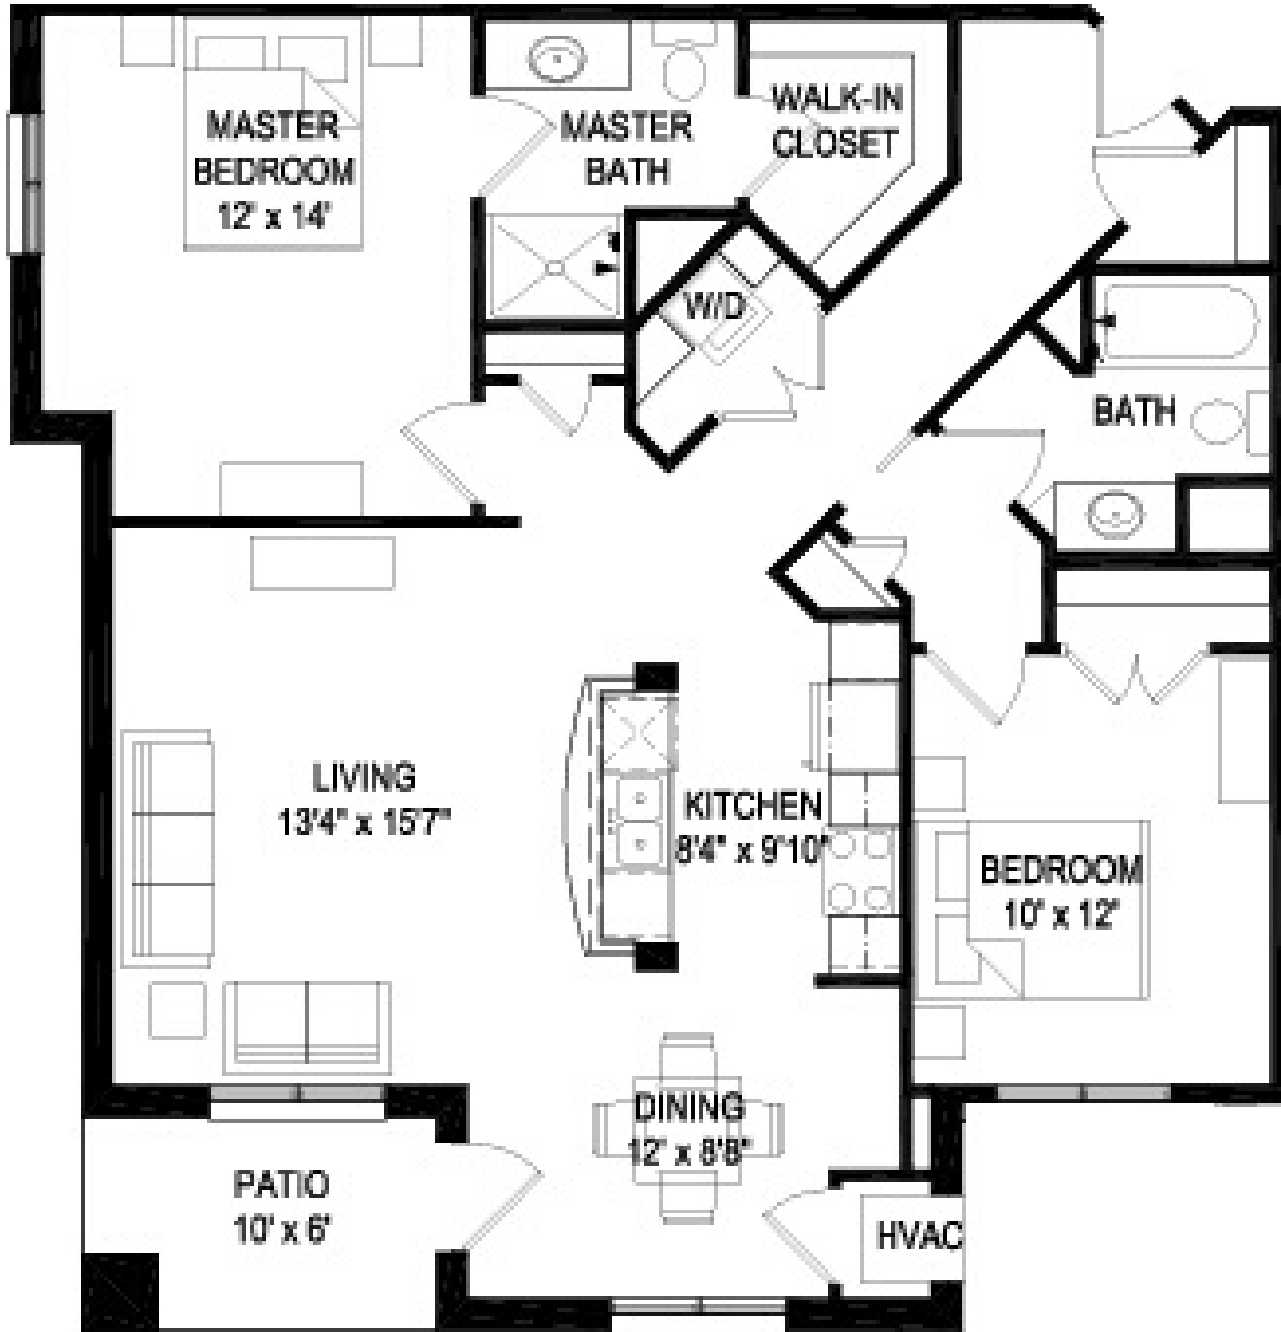 MASTER
BEDROOM
12' x 14'
MASTER
BATH
WALK-IN
CLOSET
W/D
BATH
LIVING
13'4" x 15'7"
KITCHEN
8'4" x 9'10"
BEDROOM
10' x 12'
DINING
12' x 8'8"
PATIO
10' x 6'
HVAC